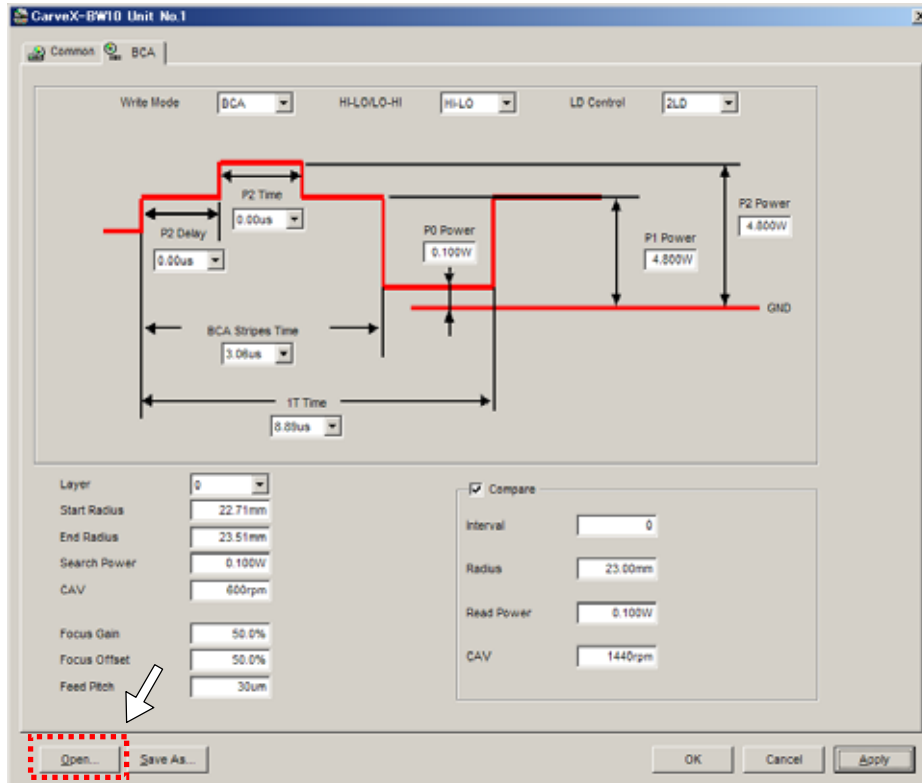 CarveX-BW10 Unit No.1
Common BCA
Write Mode BCA HI-LO/LO-HI HI-LO LD Control 2LD
P2 Time
0.00us
P2 Delay
0.00us
P0 Power
0.100W
P1 Power
4.800W
P2 Power
4.800W
GND
BCA Stripes Time
3.06us
1T Time
8.89us
Layer 0
Start Radius 22.71mm
End Radius 23.51mm
Search Power 0.100W
CAV 600rpm
Focus Gain 50.0%
Focus Offset 50.0%
Feed Pitch 30um
Compare
Interval 0
Radius 23.00mm
Read Power 0.100W
CAV 1440rpm
Open... Save As... OK Cancel Apply